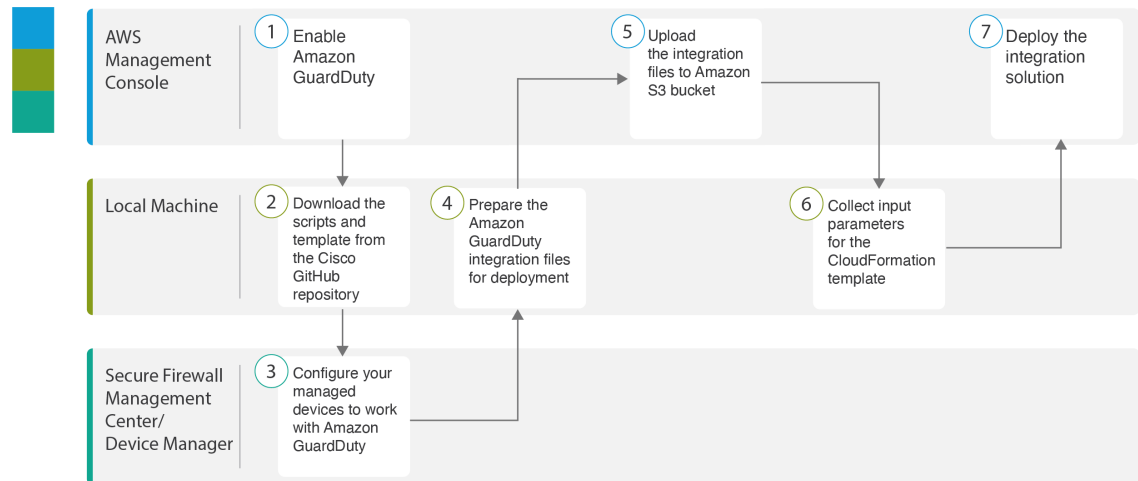 AWS
Management
Console
1
Enable
Amazon
GuardDuty
5
Upload
the integration
files to Amazon
S3 bucket
7
Deploy the
integration
solution
Local Machine
2
Download the
scripts and
template from
the Cisco
GitHub
repository
4
Prepare the
Amazon
GuardDuty
integration files
for deployment
6
Collect input
parameters
for the
CloudFormation
template
Secure Firewall
Management
Center/
Device Manager
3
Configure your
managed
devices to work
with Amazon
GuardDuty